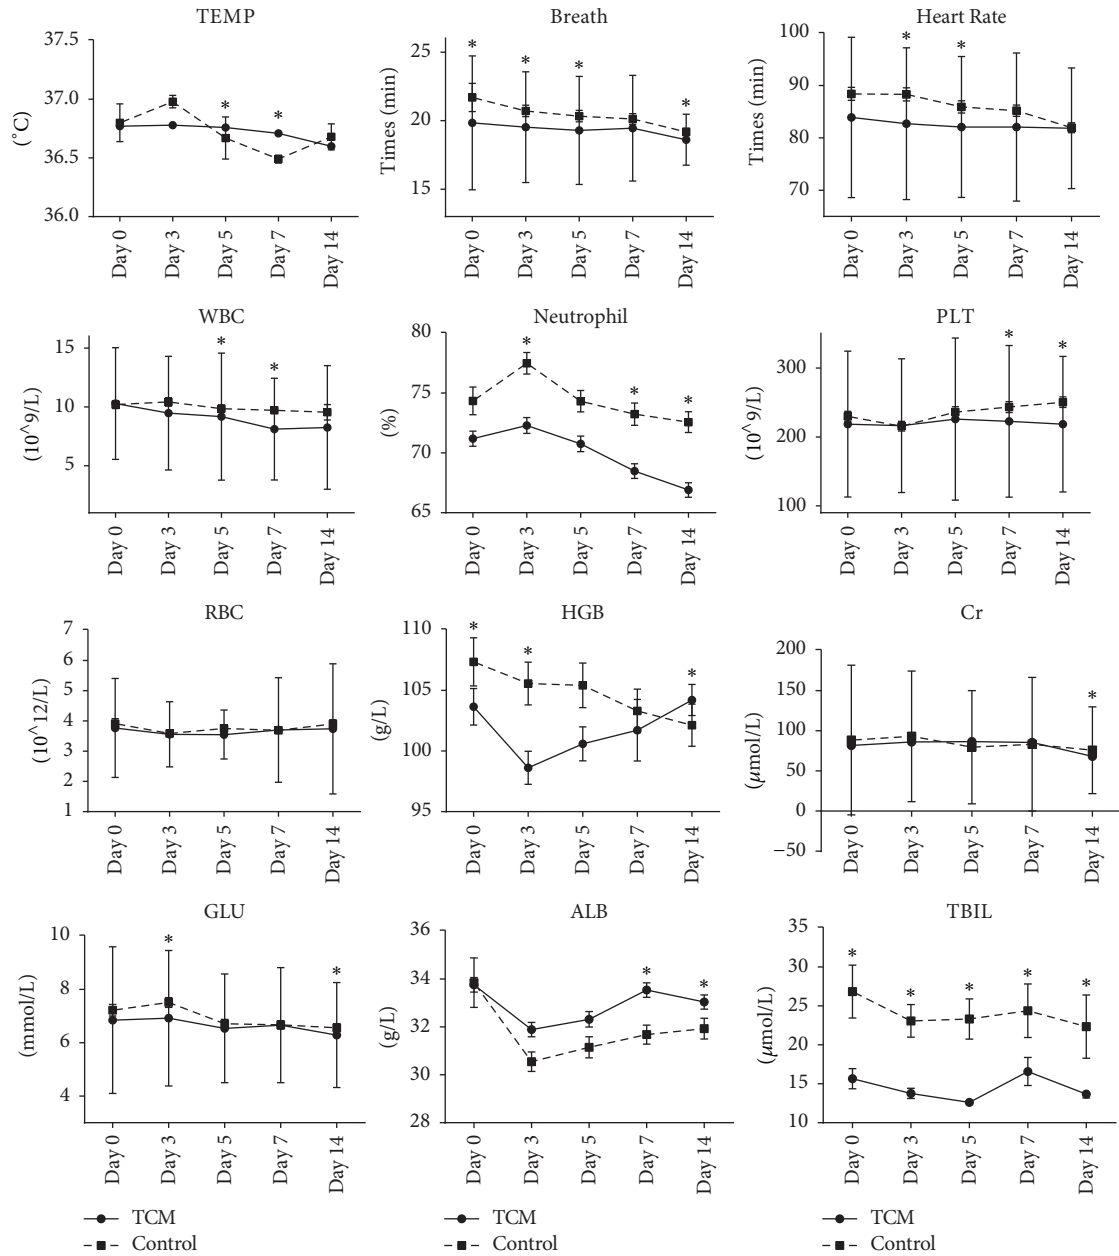 TEMP
37.5
37.0
36.5
36.0
(°C)
*
*
Day 0
Day 3
Day 5
Day 7
Day 14
Breath
25
20
15
Times (min)
*
*
*
*
Day 0
Day 3
Day 5
Day 7
Day 14
Heart Rate
100
90
80
70
Times (min)
*
*
Day 0
Day 3
Day 5
Day 7
Day 14
WBC
15
10
5
(10^9/L)
*
*
Day 0
Day 3
Day 5
Day 7
Day 14
Neutrophil
80
75
70
65
(%)
*
*
*
Day 0
Day 3
Day 5
Day 7
Day 14
PLT
300
200
100
(10^9/L)
*
*
Day 0
Day 3
Day 5
Day 7
Day 14
RBC
7
6
5
4
3
2
1
(10^12/L)
Day 0
Day 3
Day 5
Day 7
Day 14
HGB
110
105
100
95
(g/L)
*
*
*
Day 0
Day 3
Day 5
Day 7
Day 14
Cr
200
150
100
50
0
−50
(μmol/L)
*
Day 0
Day 3
Day 5
Day 7
Day 14
GLU
10
8
6
4
(mmol/L)
*
*
Day 0
Day 3
Day 5
Day 7
Day 14
TCM
Control
ALB
36
34
32
30
28
(g/L)
*
*
Day 0
Day 3
Day 5
Day 7
Day 14
TCM
Control
TBIL
35
30
25
20
15
10
(μmol/L)
*
*
*
*
*
Day 0
Day 3
Day 5
Day 7
Day 14
TCM
Control